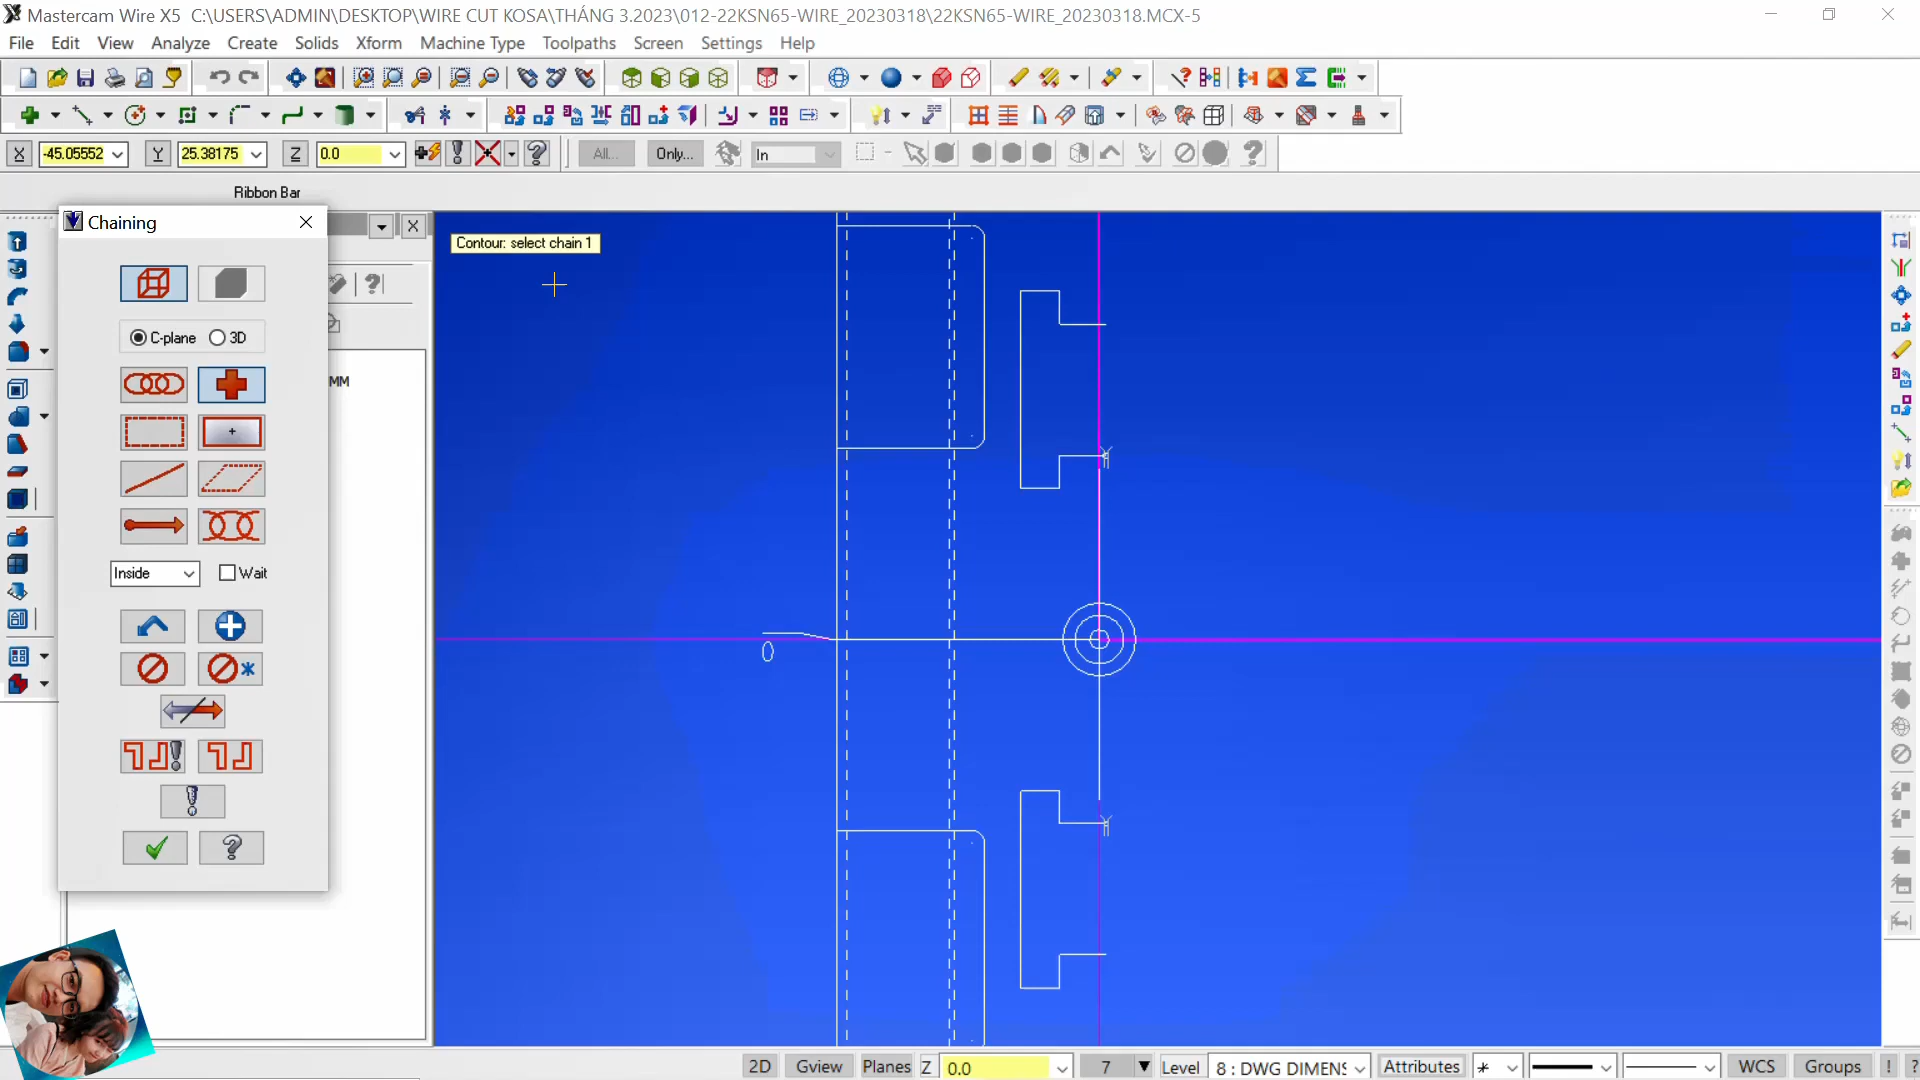 Mastercam Wire X5 C:\USERS\ADMIN\DESKTOP\WIRE CUT KOSA\THÁNG 3.2023\012-22KSN65-WIRE_20230318\22KSN65-WIRE_20230318.MCX-5
File Edit View Analyze Create Solids Xform Machine Type Toolpaths Screen Settings Help
X -45.05552 Y 25.38175 Z 0.0 All... Only... In
Ribbon Bar
Chaining
Contour: select chain 1
C-plane 3D
MM
Inside Wait
0
2D Gview Planes Z 0.0 7 Level 8 : DWG DIMENS Attributes * WCS Groups ! ?